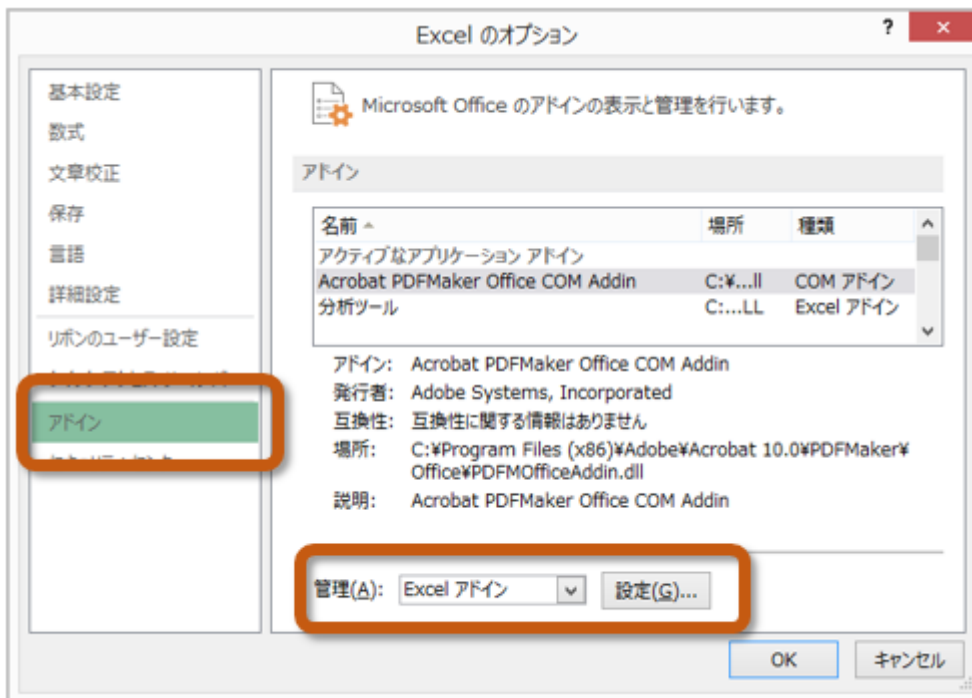 Excel のオプション
?
基本設定
数式
文章校正
保存
言語
詳細設定
リボンのユーザー設定
アドイン
Microsoft Office のアドインの表示と管理を行います。
アドイン
名前 場所 種類
アクティブなアプリケーション アドイン
Acrobat PDFMaker Office COM Addin C:¥...ll COM アドイン
分析ツール C:...LL Excel アドイン
アドイン: Acrobat PDFMaker Office COM Addin
発行者: Adobe Systems, Incorporated
互換性: 互換性に関する情報はありません
場所: C:¥Program Files (x86)¥Adobe¥Acrobat 10.0¥PDFMaker¥
Office¥PDFMOfficeAddin.dll
説明: Acrobat PDFMaker Office COM Addin
管理(A): Excel アドイン 設定(G)...
OK キャンセル